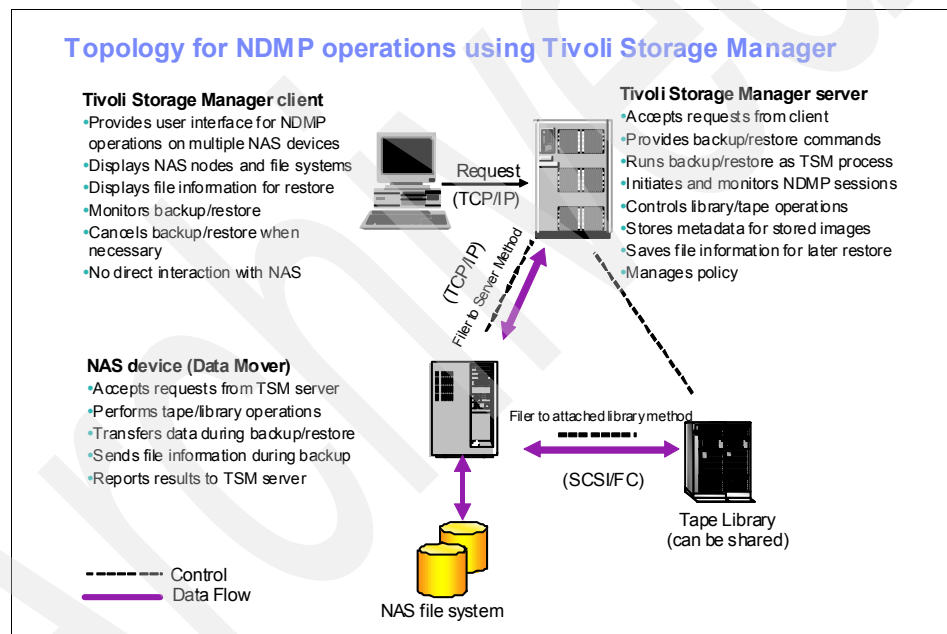 Topology for NDMP operations using Tivoli Storage Manager
Tivoli Storage Manager client
•Provides user interface for NDMP
operations on multiple NAS devices
•Displays NAS nodes and file systems
•Displays file information for restore
•Monitors backup/restore
•Cancels backup/restore when
necessary
•No direct interaction with NAS
Request
(TCP/IP)
Tivoli Storage Manager server
•Accepts requests from client
•Provides backup/restore commands
•Runs backup/restore as TSM process
•Initiates and monitors NDMP sessions
•Controls library/tape operations
•Stores metadata for stored images
•Saves file information for later restore
•Manages policy
(TCP/IP)
Filer to Server Method
NAS device (Data Mover)
•Accepts requests from TSM server
•Performs tape/library operations
•Transfers data during backup/restore
•Sends file information during backup
•Reports results to TSM server
Filer to attached library method
(SCSI/FC)
Tape Library
(can be shared)
NAS file system
Control
Data Flow